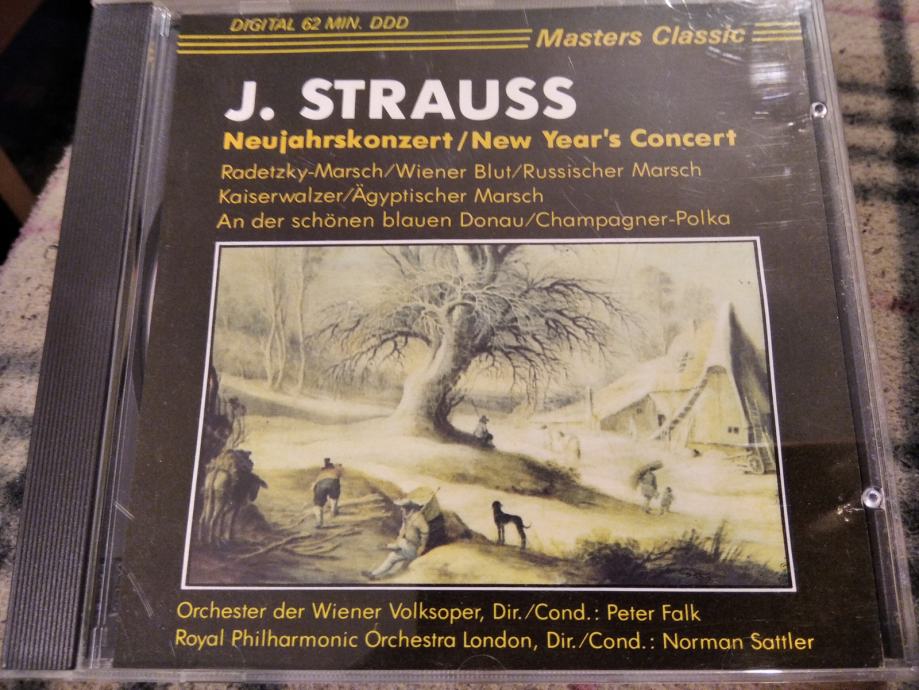 DIGITAL 62 MIN. DDD
Masters Classic
J. STRAUSS
Neujahrskonzert/New Year's Concert
Radetzky-Marsch/Wiener Blut/Russischer Marsch
Kaiserwalzer/Ägyptischer Marsch
An der schönen blauen Donau/Champagner-Polka
Orchester der Wiener Volksoper, Dir./Cond.: Peter Falk
Royal Philharmonic Orchestra London, Dir./Cond.: Norman Sattler